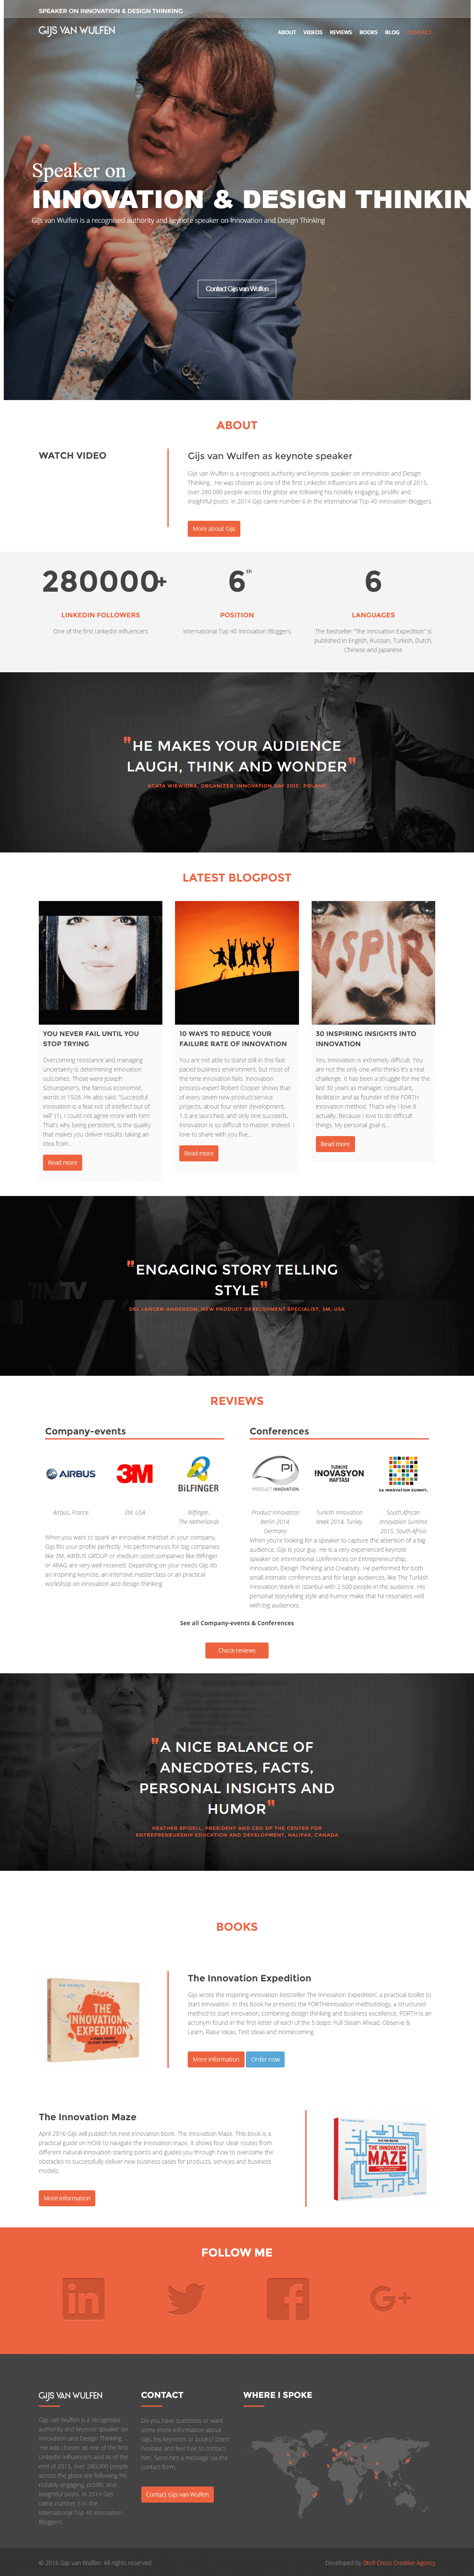 SPEAKER ON INNOVATION & DESIGN THINKING
GIJS VAN WULFEN
ABOUT VIDEOS REVIEWS BOOKS BLOG CONTACT
Speaker on
INNOVATION & DESIGN THINKIN
Gijs van Wulfen is a recognised authority and keynote speaker on Innovation and Design Thinking
Contact Gijs van Wulfen
ABOUT
WATCH VIDEO
Gijs van Wulfen as keynote speaker
Gijs van Wulfen is a recognised authority and keynote speaker on Innovation and Design
Thinking. He was chosen as one of the first LinkedIn Influencers and as of the end of 2015,
over 280.000 people across the globe are following his notably engaging, prolific and
insightful posts. In 2014 Gijs came number 6 in the International Top 40 Innovation Bloggers.
More about Gijs
280000+
LINKEDIN FOLLOWERS
One of the first LinkedIn Influencers
6th
POSITION
International Top 40 Innovation Bloggers
6
LANGUAGES
The bestseller "The Innovation Expedition" is
published in English, Russian, Turkish, Dutch,
Chinese and Japanese
"HE MAKES YOUR AUDIENCE
LAUGH, THINK AND WONDER"
AGATA WIEWIÓRA, ORGANIZER 'INNOVATION DAY 2015', POLAND
LATEST BLOGPOST
YOU NEVER FAIL UNTIL YOU
STOP TRYING
Overcoming resistance and managing
uncertainty is determining innovation
outcomes. Those were Joseph
Schumpeter's, the famous economist,
words in 1928. He also said, "Successful
innovation is a feat not of intellect but of
will" (1). I could not agree more with him!
That's why being persistent, is the quality
that makes you deliver results, taking an
idea from...
Read more
10 WAYS TO REDUCE YOUR
FAILURE RATE OF INNOVATION
You are not able to stand still in this fast
paced business environment, but most of
the time innovation fails. Innovation
process-expert Robert Cooper shows that
of every seven new product/service
projects, about four enter development,
1.5 are launched, and only one succeeds.
Innovation is so difficult to master, indeed. I
love to share with you five...
Read more
NSPIR
30 INSPIRING INSIGHTS INTO
INNOVATION
Yes, innovation is extremely difficult. You
are not the only one who thinks it's a real
challenge. It has been a struggle for me the
last 30 years as manager, consultant,
facilitator and as founder of the FORTH
innovation method. That's why I love it
actually. Because I love to do difficult
things. My personal goal is...
Read more
"ENGAGING STORY TELLING
STYLE"
DEL LANGER-ANDERSON, NEW PRODUCT DEVELOPMENT SPECIALIST, 3M, USA
REVIEWS
Company-events
AIRBUS
3M
BILFINGER
Airbus, France
3M, USA
Bilfinger,
The Netherlands
When you want to spark an innovative mindset in your company,
Gijs fits your profile perfectly. His performances for big companies
like 3M, AIRBUS GROUP or medium sized companies like Bilfinger
or ARAG are very well received. Depending on your needs Gijs do
an inspiring keynote, an intensive masterclass or an practical
workshop on innovation and design thinking.
Conferences
PI
PRODUCT INNOVATION
TURKIYE
INOVASYON
HAFTASI
SA INNOVATION SUMMIT
Product Innovation
Berlin 2014,
Germany
Turkish Innovation
Week 2014, Turkey
South African
Innovation Summit
2015, South Africa
When you're looking for a speaker to capture the attention of a big
audience, Gijs is your guy. He is a very experienced keynote
speaker on international conferences on Entrepreneurship,
Innovation, Design Thinking and Creativity. He performed for both
small intimate conferences and for large audiences, like The Turkish
Innovation Week in Istanbul with 2.500 people in the audience. His
personal storytelling style and humor make that he resonates well
with big audiences.
See all Company-events & Conferences
Check reviews
"A NICE BALANCE OF
ANECDOTES, FACTS,
PERSONAL INSIGHTS AND
HUMOR"
HEATHER SPIDELL, PRESIDENT AND CEO OF THE CENTER FOR
ENTREPRENEURSHIP EDUCATION AND DEVELOPMENT, HALIFAX, CANADA
BOOKS
THE
INNOVATION
EXPEDITION
The Innovation Expedition
Gijs wrote the inspiring innovation bestseller 'The Innovation Expedition', a practical toolkit to
start innovation. In this book he presents the FORTHinnovation methodology, a structured
method to start innovation, combining design thinking and business excellence. FORTH is an
acronym found in the first letter of each of the 5 steps: Full Steam Ahead, Observe &
Learn, Raise Ideas, Test Ideas and Homecoming.
More information
Order now
The Innovation Maze
April 2016 Gijs will publish his next innovation book: The Innovation Maze. This book is a
practical guide on HOW to navigate the innovation maze. It shows four clear routes from
different natural innovation starting points and guides you through how to overcome the
obstacles to successfully deliver new business cases for products, services and business
models.
More information
THE INNOVATION
MAZE
FOLLOW ME
in
G+
GIJS VAN WULFEN
Gijs van Wulfen is a recognised
authority and keynote speaker on
Innovation and Design Thinking.
He was chosen as one of the first
LinkedIn Influencers and as of the
end of 2015, over 280.000 people
across the globe are following his
notably engaging, prolific and
insightful posts. In 2014 Gijs
came number 6 in the
International Top 40 Innovation
Bloggers.
CONTACT
Do you have questions or want
some more information about
Gijs, his keynotes or books? Don't
hesitate and feel free to contact
him. Send him a message via the
contact form.
Contact Gijs van Wulfen
WHERE I SPOKE
© 2016 Gijs van Wulfen. All rights reserved.
Developed by Sto9 Cross Creative Agency